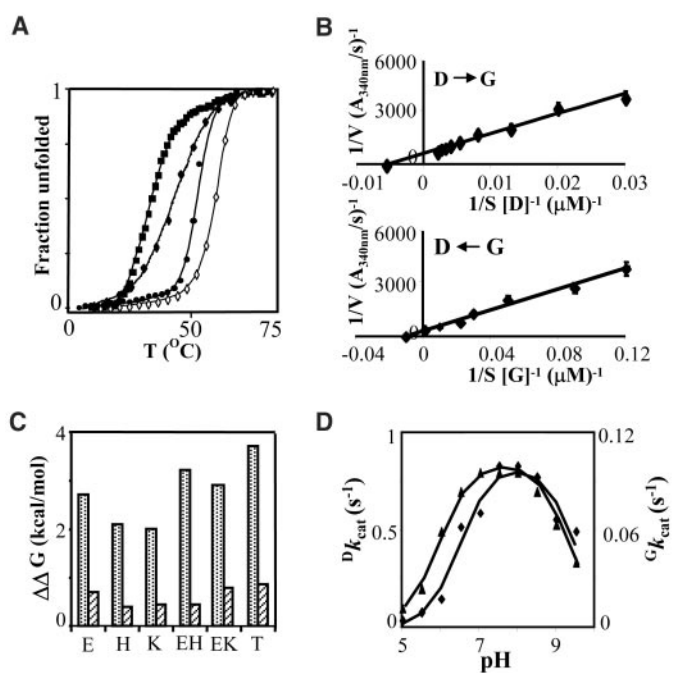 A
Fraction unfolded
1
0
50
75
T (°C)
B
1/V (A340nm/s)-1
6000
3000
0
D → G
-0.01
0
0.01
0.02
0.03
1/S [D]-1 (μM)-1
1/V (A340nm/s)-1
6000
3000
0
D ← G
-0.04
0
0.04
0.08
0.12
1/S [G]-1 (μM)-1
C
ΔΔ G (kcal/mol)
4
2
0
E H K EH EK T
D
Dkcat (s-1)
1
0.5
0
5 7 9
pH
0.12
0.06
0
Gkcat (s-1)